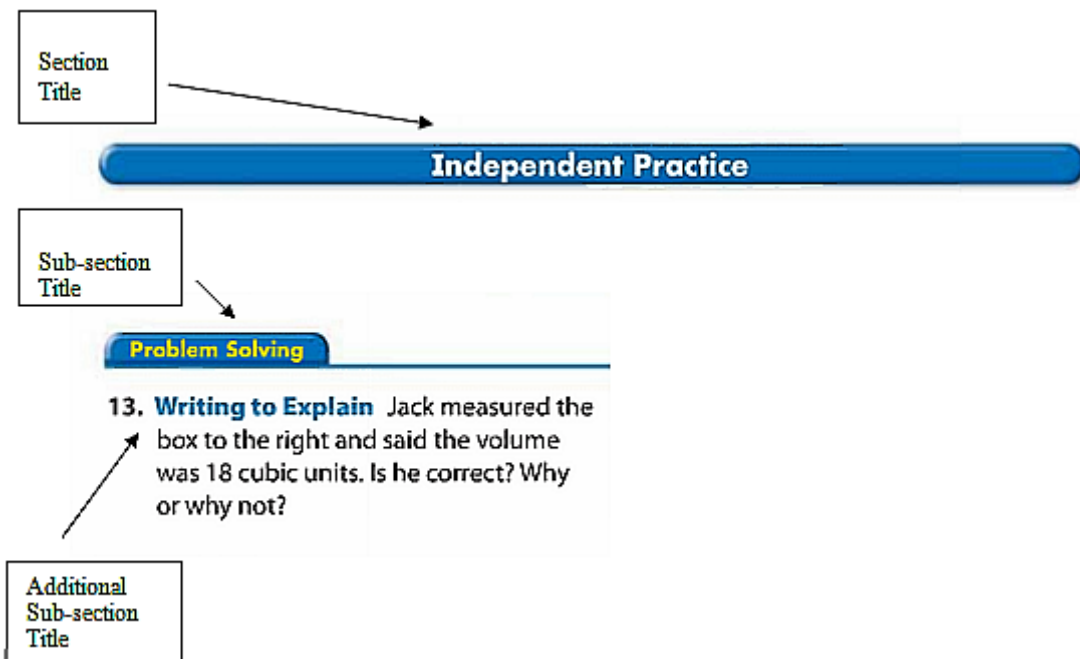 Section
Title
Independent Practice
Sub-section
Title
Problem Solving
13. Writing to Explain Jack measured the
box to the right and said the volume
was 18 cubic units. Is he correct? Why
or why not?
Additional
Sub-section
Title